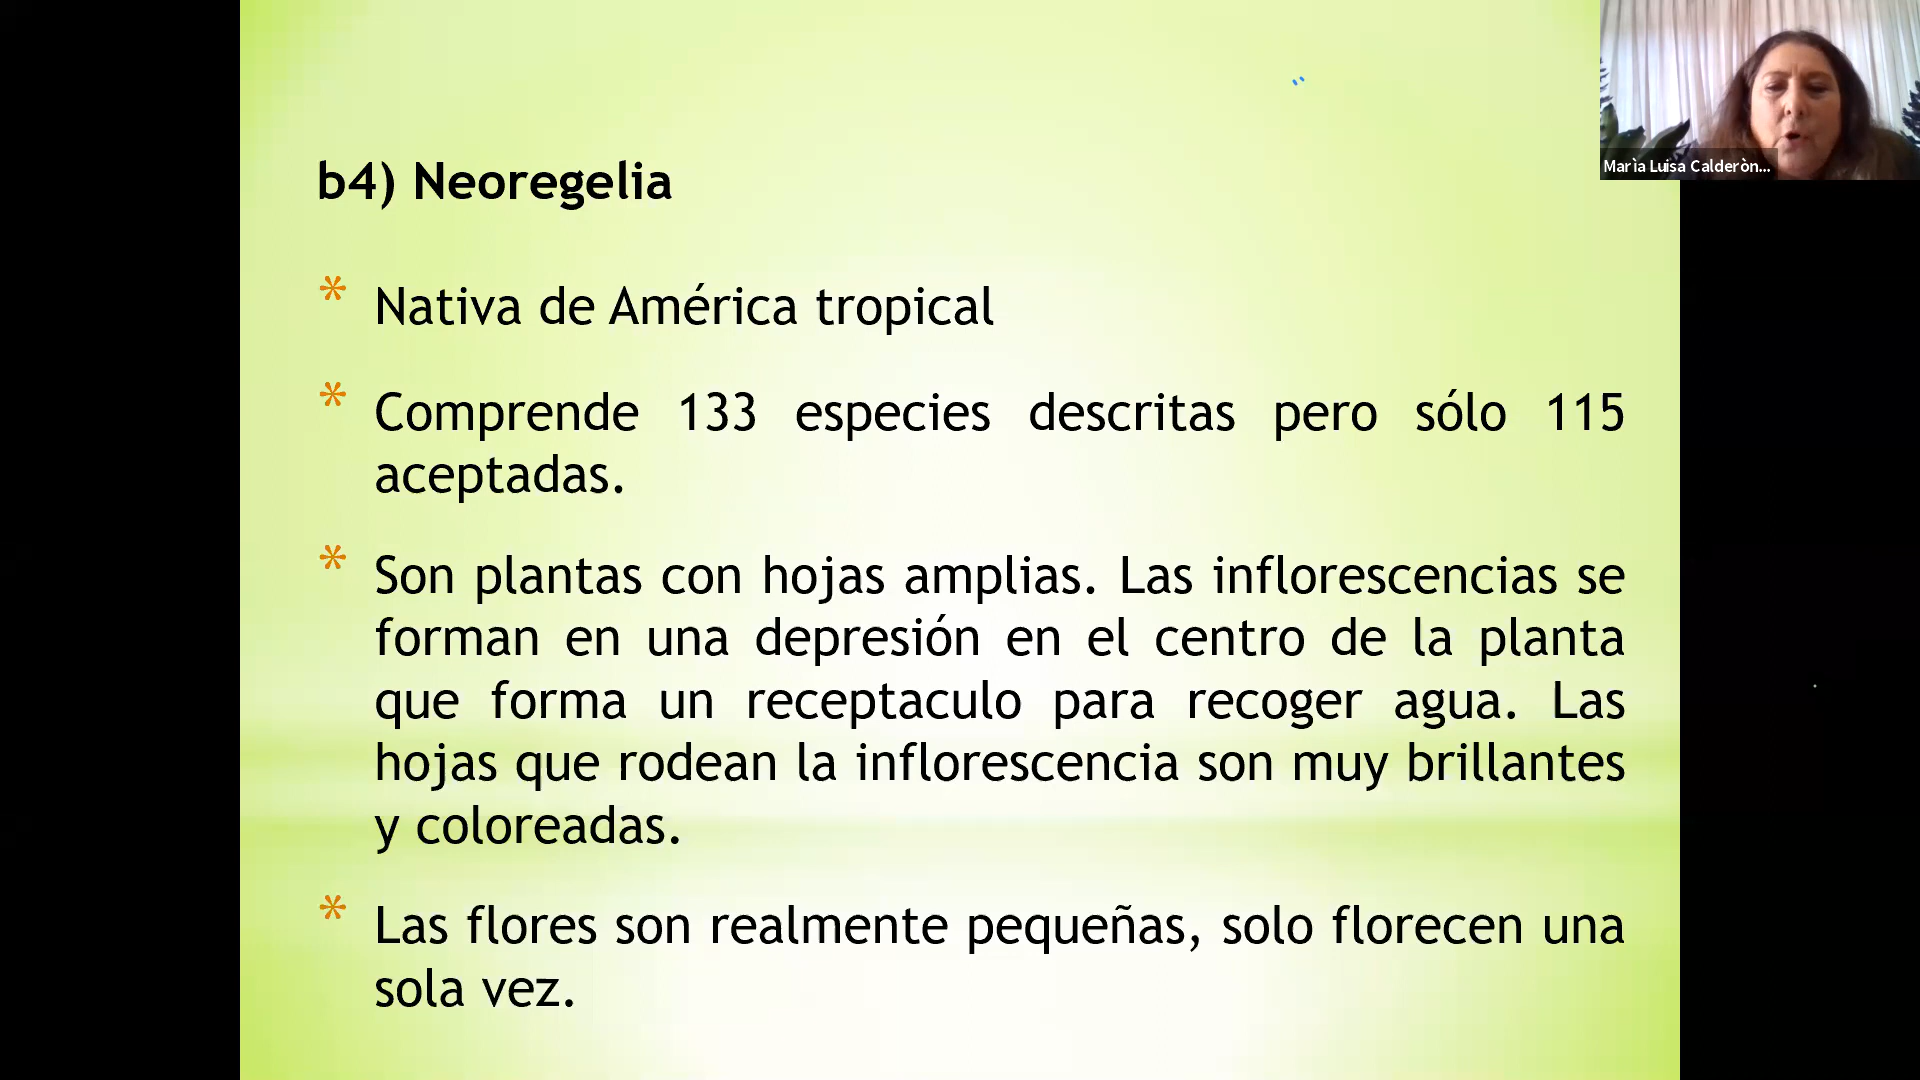 b4) Neoregelia
* Nativa de América tropical
* Comprende 133 especies descritas pero sólo 115
aceptadas.
* Son plantas con hojas amplias. Las inflorescencias se
forman en una depresión en el centro de la planta
que forma un receptaculo para recoger agua. Las
hojas que rodean la inflorescencia son muy brillantes
y coloreadas.
* Las flores son realmente pequeñas, solo florecen una
sola vez.
Marìa Luisa Calderòn...